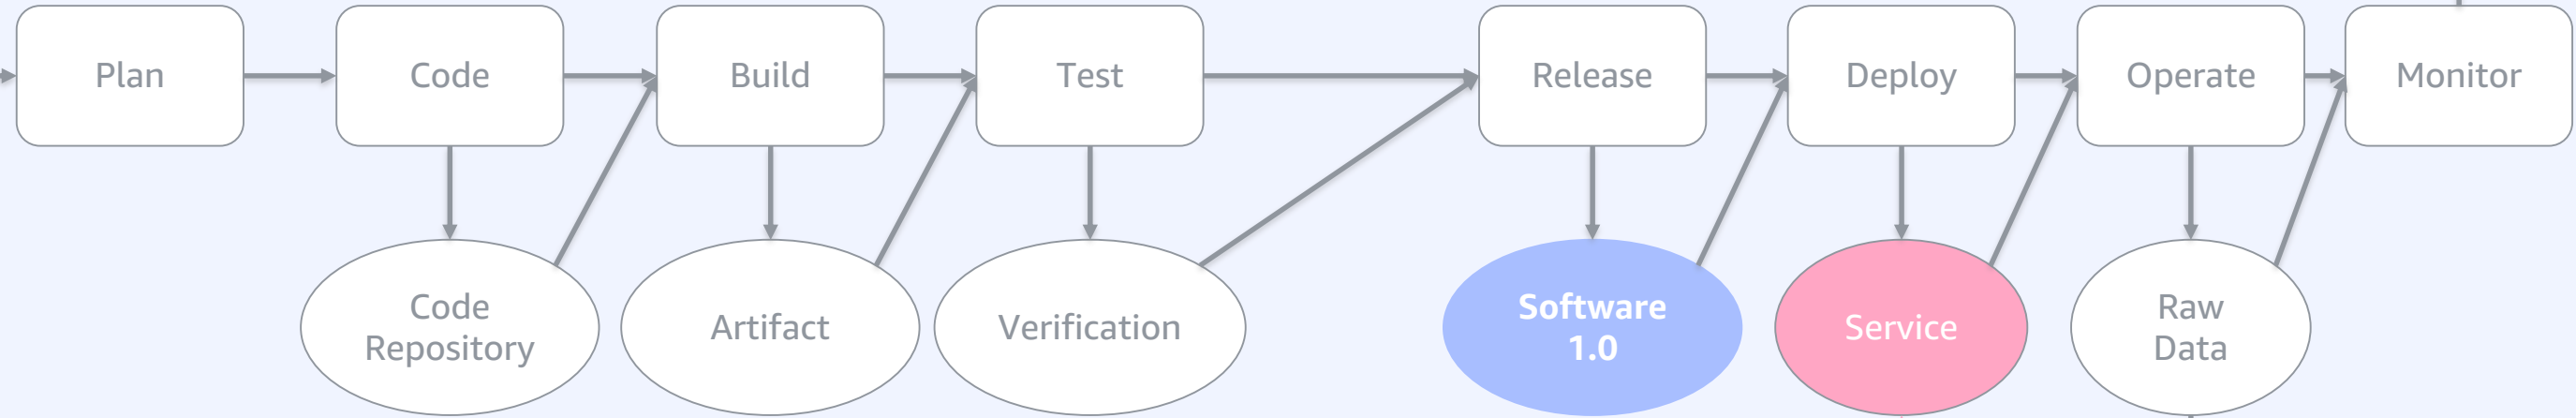 Plan
Code
Build
Test
Release
Deploy
Operate
Monitor
Code
Repository
Artifact
Verification
Software
1.0
Service
Raw
Data